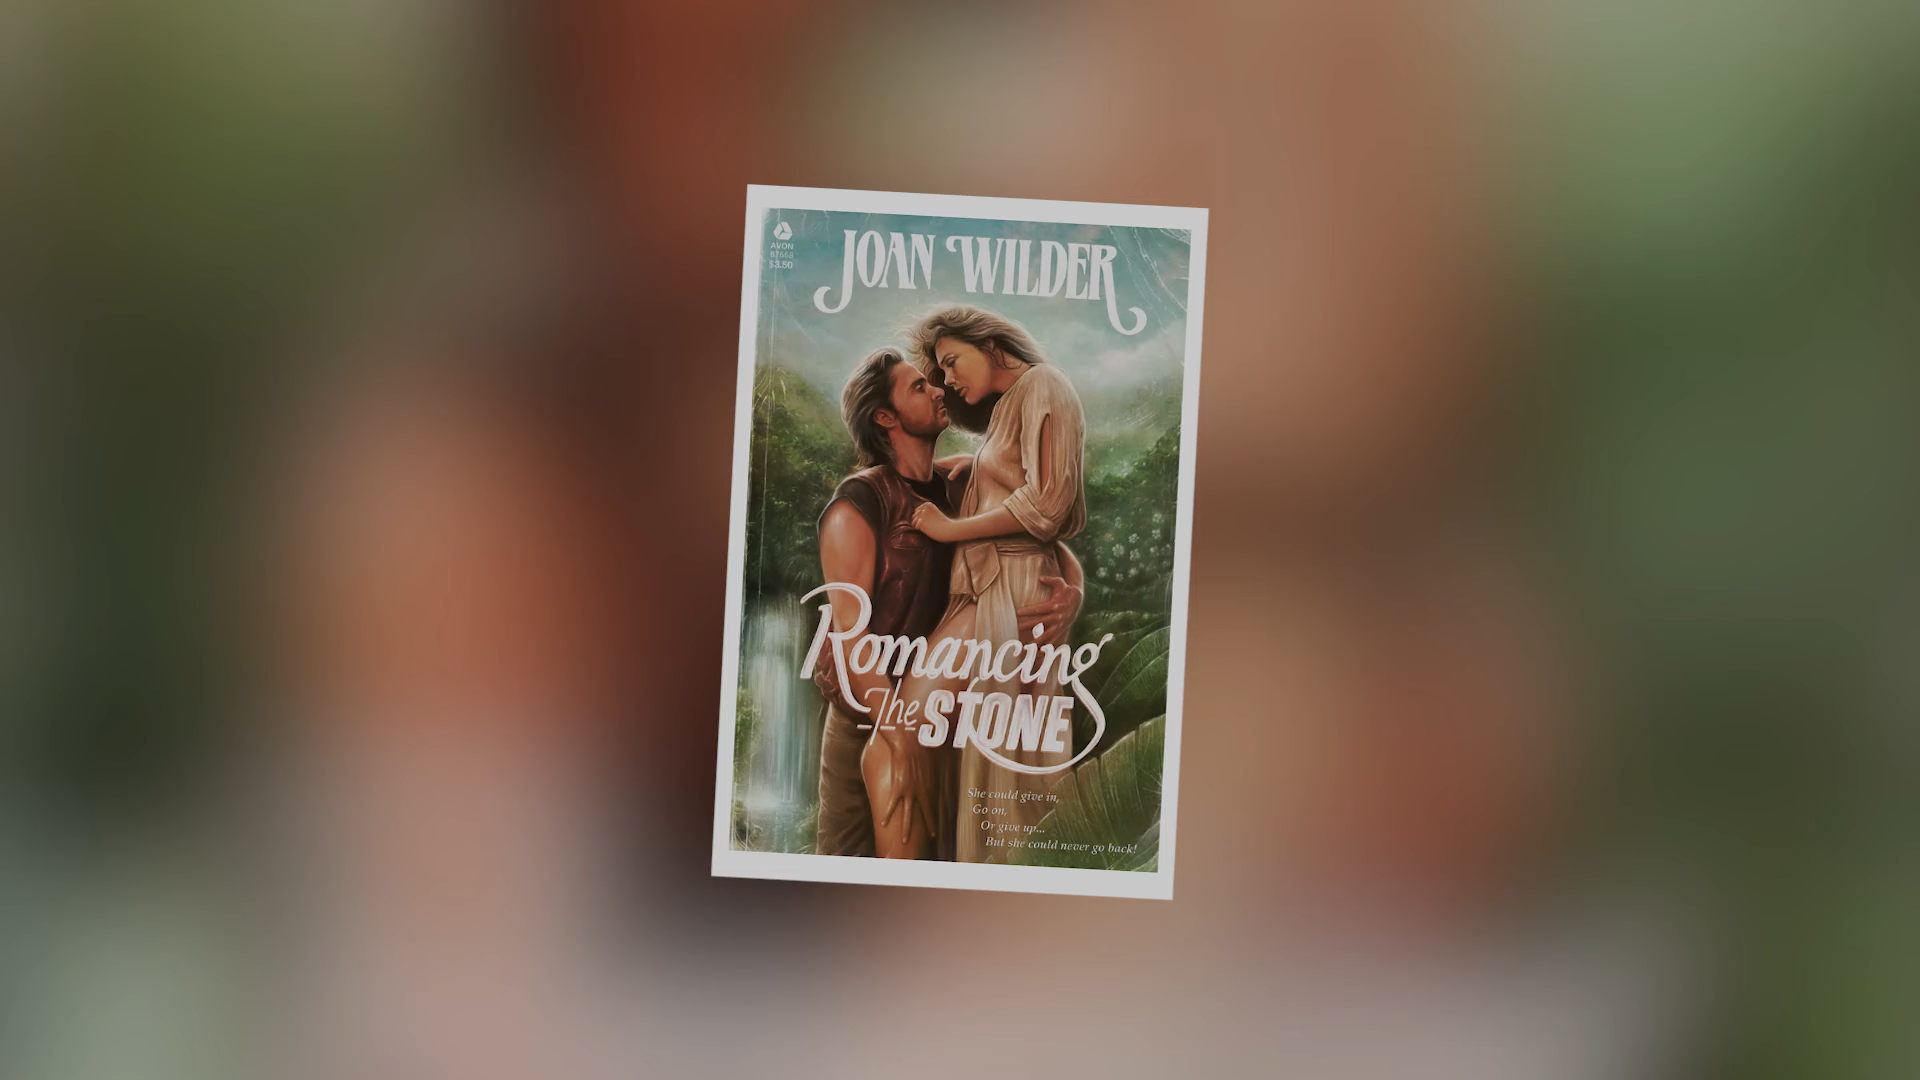 AVON
87668
$3.50
JOAN WILDER
Romancing
The STONE
She could give in,
Go on,
Or give up...
But she could never go back!